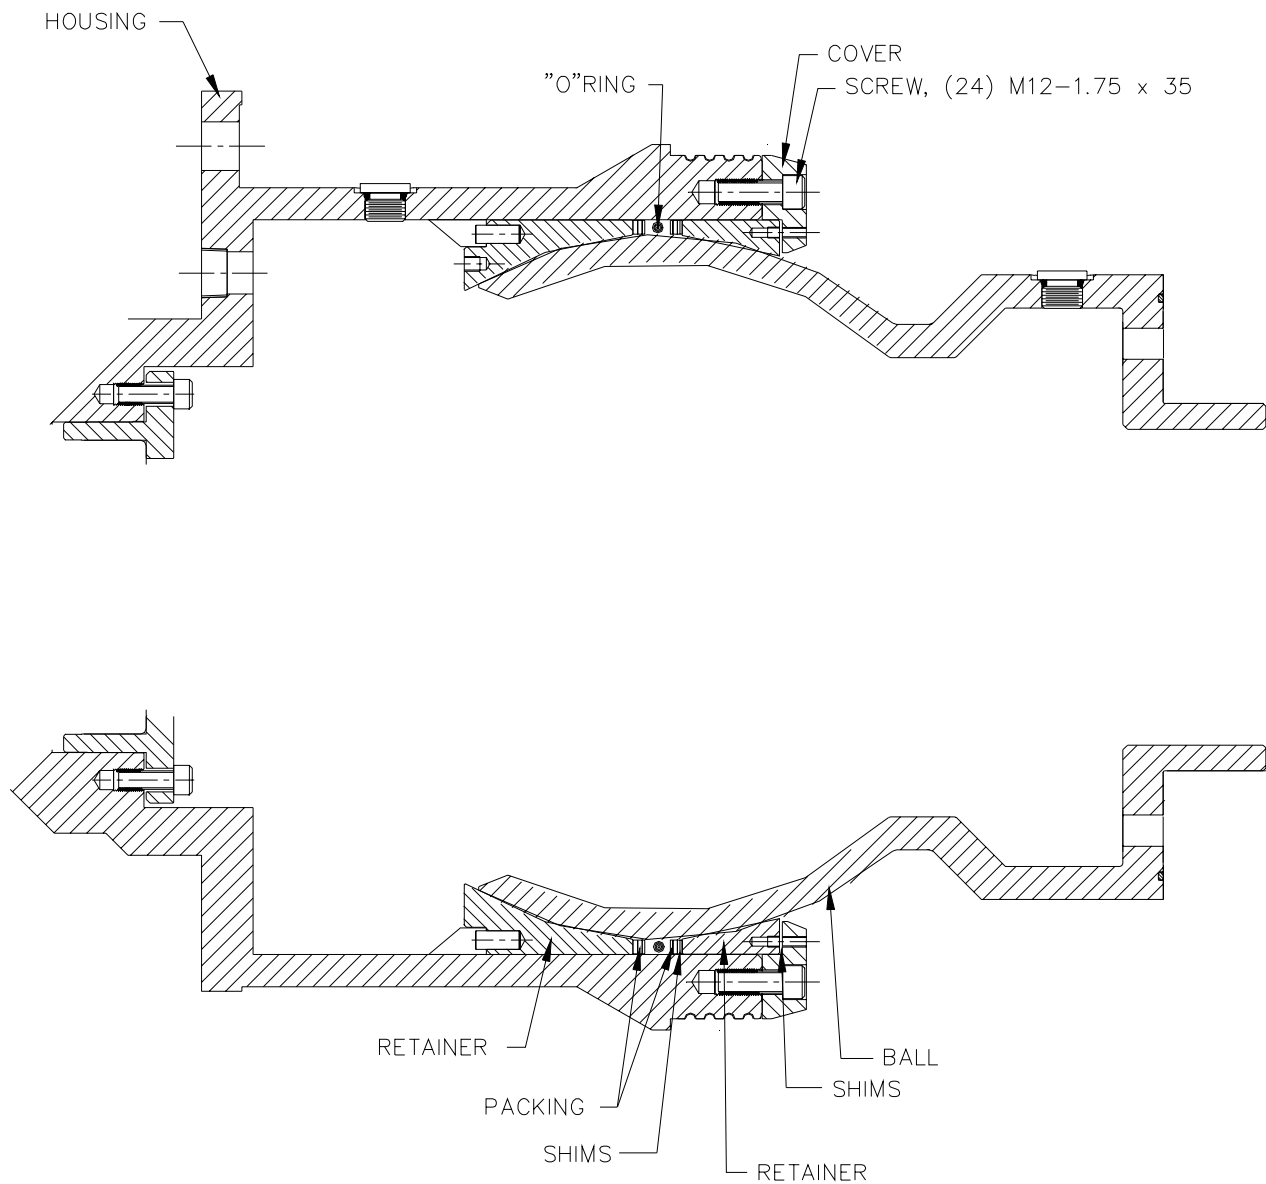 HOUSING
COVER
"O"RING
SCREW, (24) M12-1.75 x 35
RETAINER
BALL
SHIMS
PACKING
SHIMS
RETAINER